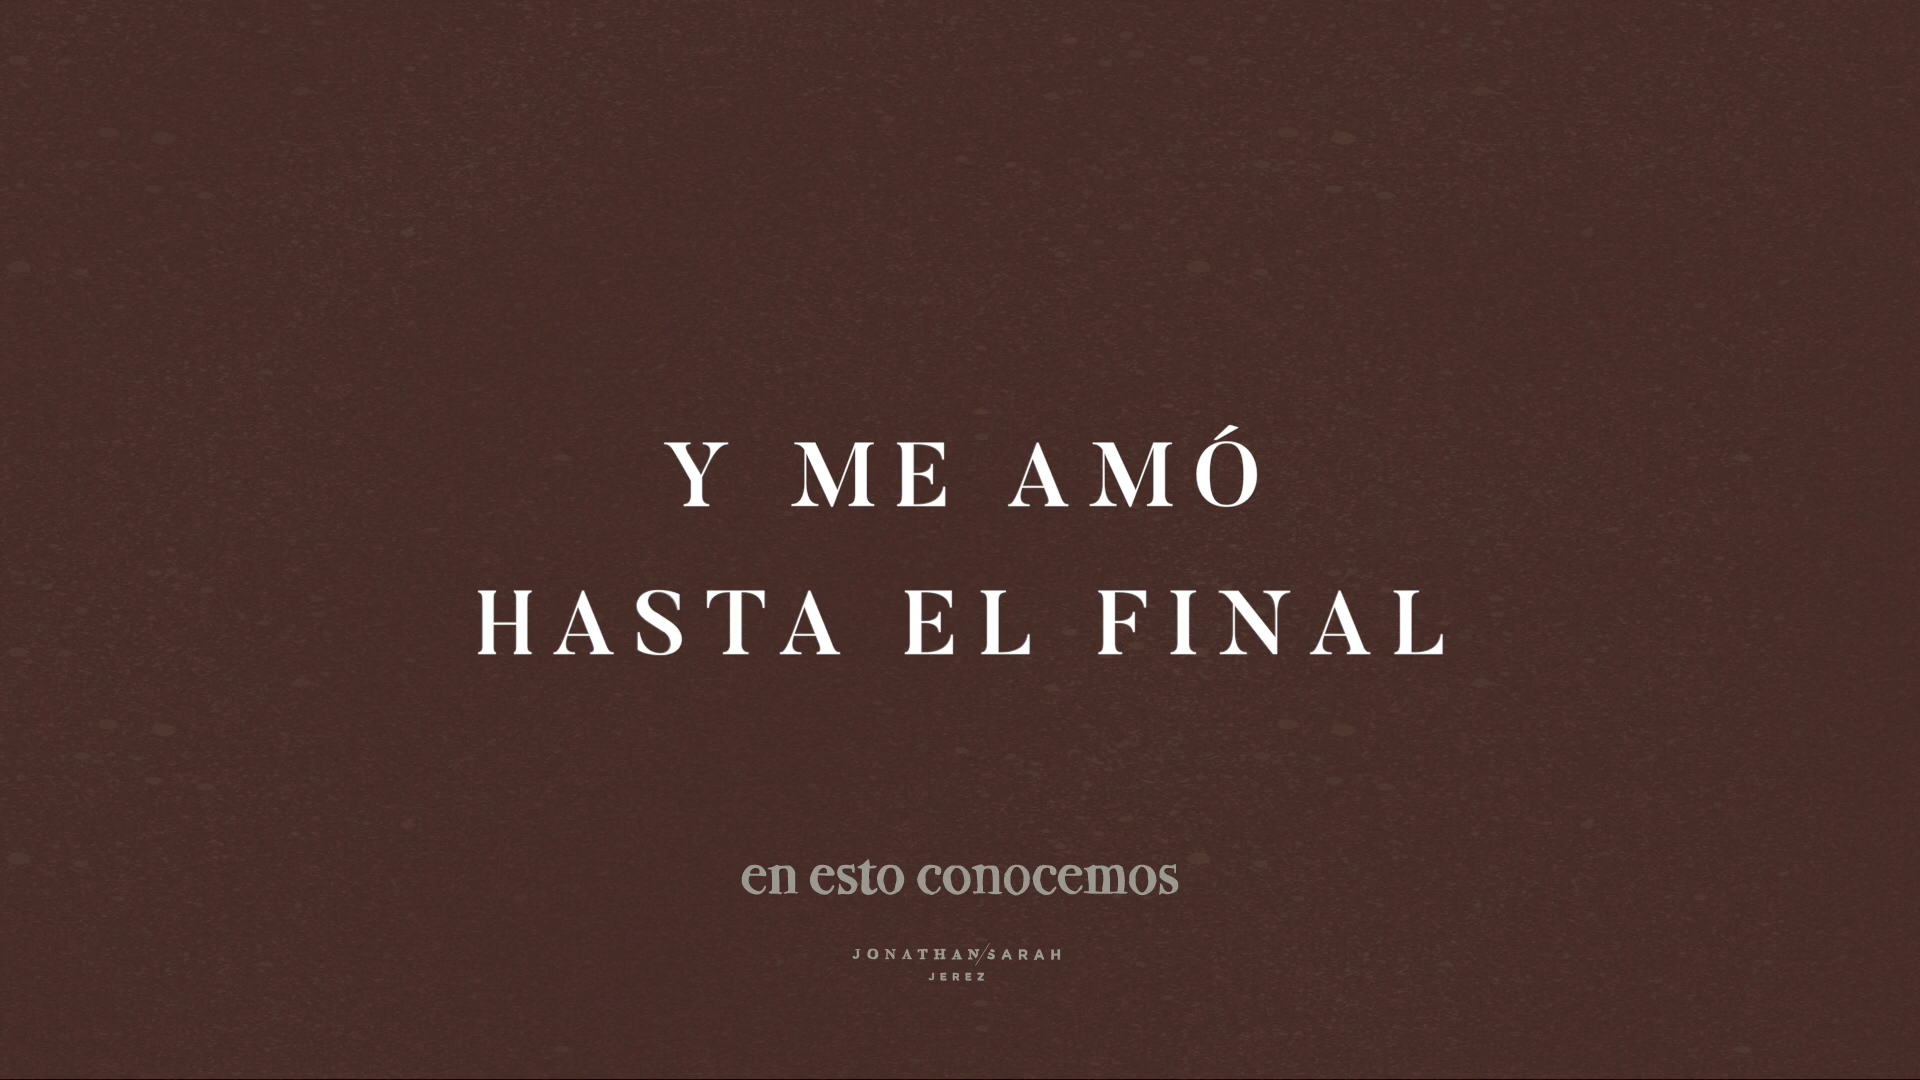 Y ME AMÓ
HASTA EL FINAL
en esto conocemos
JONATHAN/SARAH
JEREZ